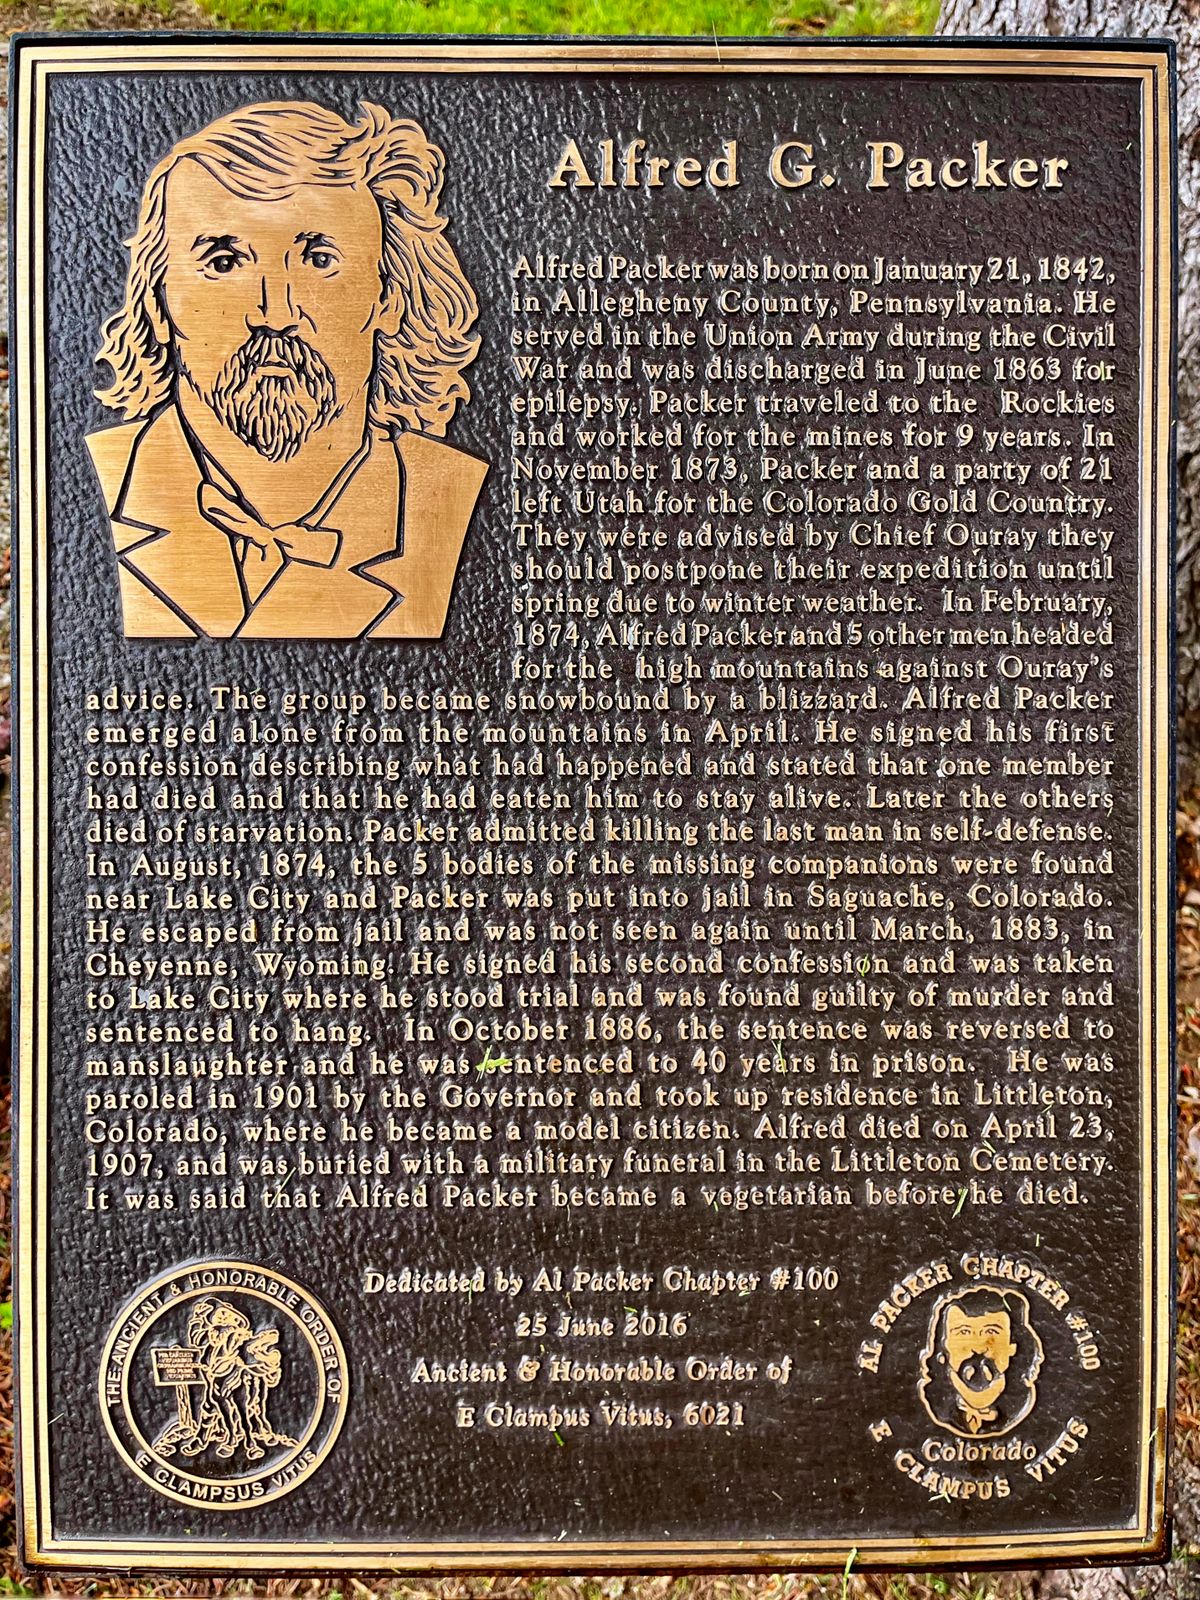 Alfred G. Packer
Alfred Packer was born on January 21, 1842,
in Allegheny County, Pennsylvania. He
served in the Union Army during the Civil
War and was discharged in June 1863 for
epilepsy. Packer traveled to the Rockies
and worked for the mines for 9 years. In
November 1873, Packer and a party of 21
left Utah for the Colorado Gold Country.
They were advised by Chief Ouray they
should postpone their expedition until
spring due to winter weather. In February,
1874, Alfred Packer and 5 other men headed
for the high mountains against Ouray's
advice. The group became snowbound by a blizzard. Alfred Packer
emerged alone from the mountains in April. He signed his first
confession describing what had happened and stated that one member
had died and that he had eaten him to stay alive. Later the others
died of starvation. Packer admitted killing the last man in self-defense.
In August, 1874, the 5 bodies of the missing companions were found
near Lake City and Packer was put into jail in Saguache, Colorado.
He escaped from jail and was not seen again until March, 1883, in
Cheyenne, Wyoming. He signed his second confession and was taken
to Lake City where he stood trial and was found guilty of murder and
sentenced to hang. In October 1886, the sentence was reversed to
manslaughter and he was sentenced to 40 years in prison. He was
paroled in 1901 by the Governor and took up residence in Littleton,
Colorado, where he became a model citizen. Alfred died on April 23,
1907, and was buried with a military funeral in the Littleton Cemetery.
It was said that Alfred Packer became a vegetarian before he died.
Dedicated by Al Packer Chapter #100
25 June 2016
Ancient & Honorable Order of
E Clampus Vitus, 6021
THE ANCIENT & HONORABLE ORDER OF
E CLAMPSUS VITUS
AL PACKER CHAPTER #100
Colorado
E CLAMPUS VITUS